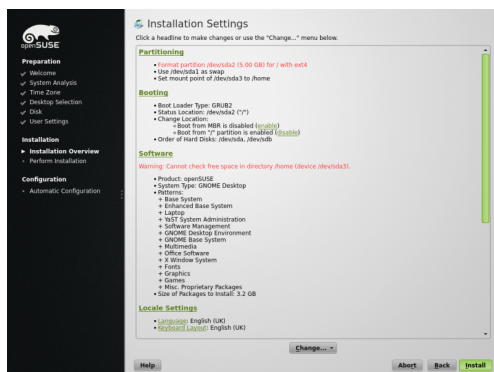 openSUSE
Preparation
Welcome
System Analysis
Time Zone
Desktop Selection
Disk
User Settings
Installation
Installation Overview
Perform Installation
Configuration
Automatic Configuration
Installation Settings
Click a headline to make changes or use the "Change..." menu below.
Partitioning
Format partition /dev/sda2 (5.00 GB) for / with ext4
Use /dev/sda1 as swap
Set mount point of /dev/sda3 to /home
Booting
Boot Loader Type: GRUB2
Status Location: /dev/sda2 ("/")
Change Location:
Boot from MBR is disabled (enable)
Boot from "/" partition is enabled (disable)
Order of Hard Disks: /dev/sda, /dev/sdb
Software
Warning: Cannot check free space in directory /home (device /dev/sda3).
Product: openSUSE
System Type: GNOME Desktop
Patterns:
+ Base System
+ Enhanced Base System
+ Laptop
+ YaST System Administration
+ Software Management
+ GNOME Desktop Environment
+ GNOME Base System
+ Multimedia
+ Office Software
+ X Window System
+ Fonts
+ Graphics
+ Games
+ Misc. Proprietary Packages
Size of Packages to Install: 3.2 GB
Locale Settings
Language: English (UK)
Keyboard Layout: English (UK)
Change...
Help
Abort
Back
Install